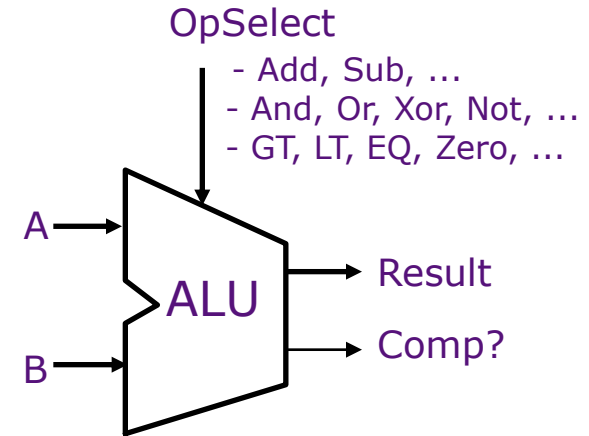 OpSelect
- Add, Sub, ...
- And, Or, Xor, Not, ...
- GT, LT, EQ, Zero, ...
A
ALU
Result
Comp?
B